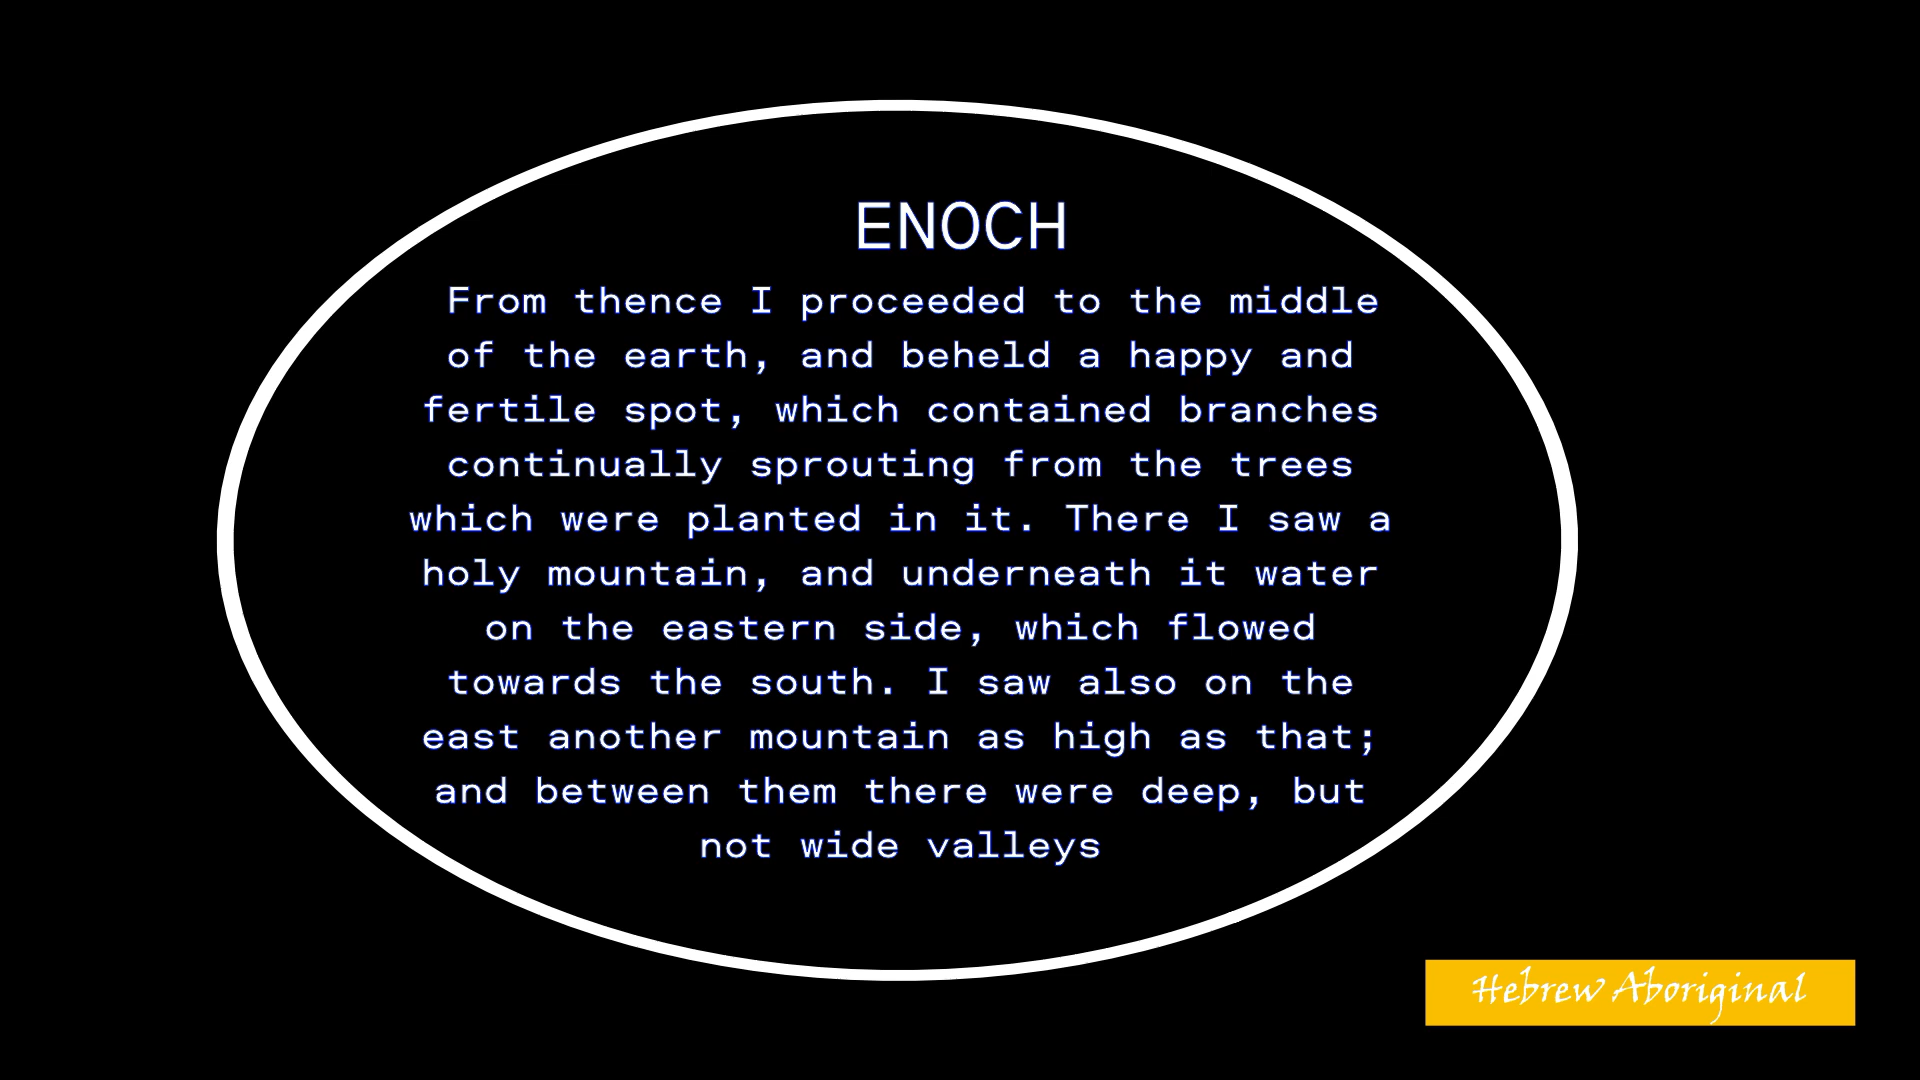 ENOCH
From thence I proceeded to the middle
of the earth, and beheld a happy and
fertile spot, which contained branches
continually sprouting from the trees
which were planted in it. There I saw a
holy mountain, and underneath it water
on the eastern side, which flowed
towards the south. I saw also on the
east another mountain as high as that;
and between them there were deep, but
not wide valleys
Hebrew Aboriginal